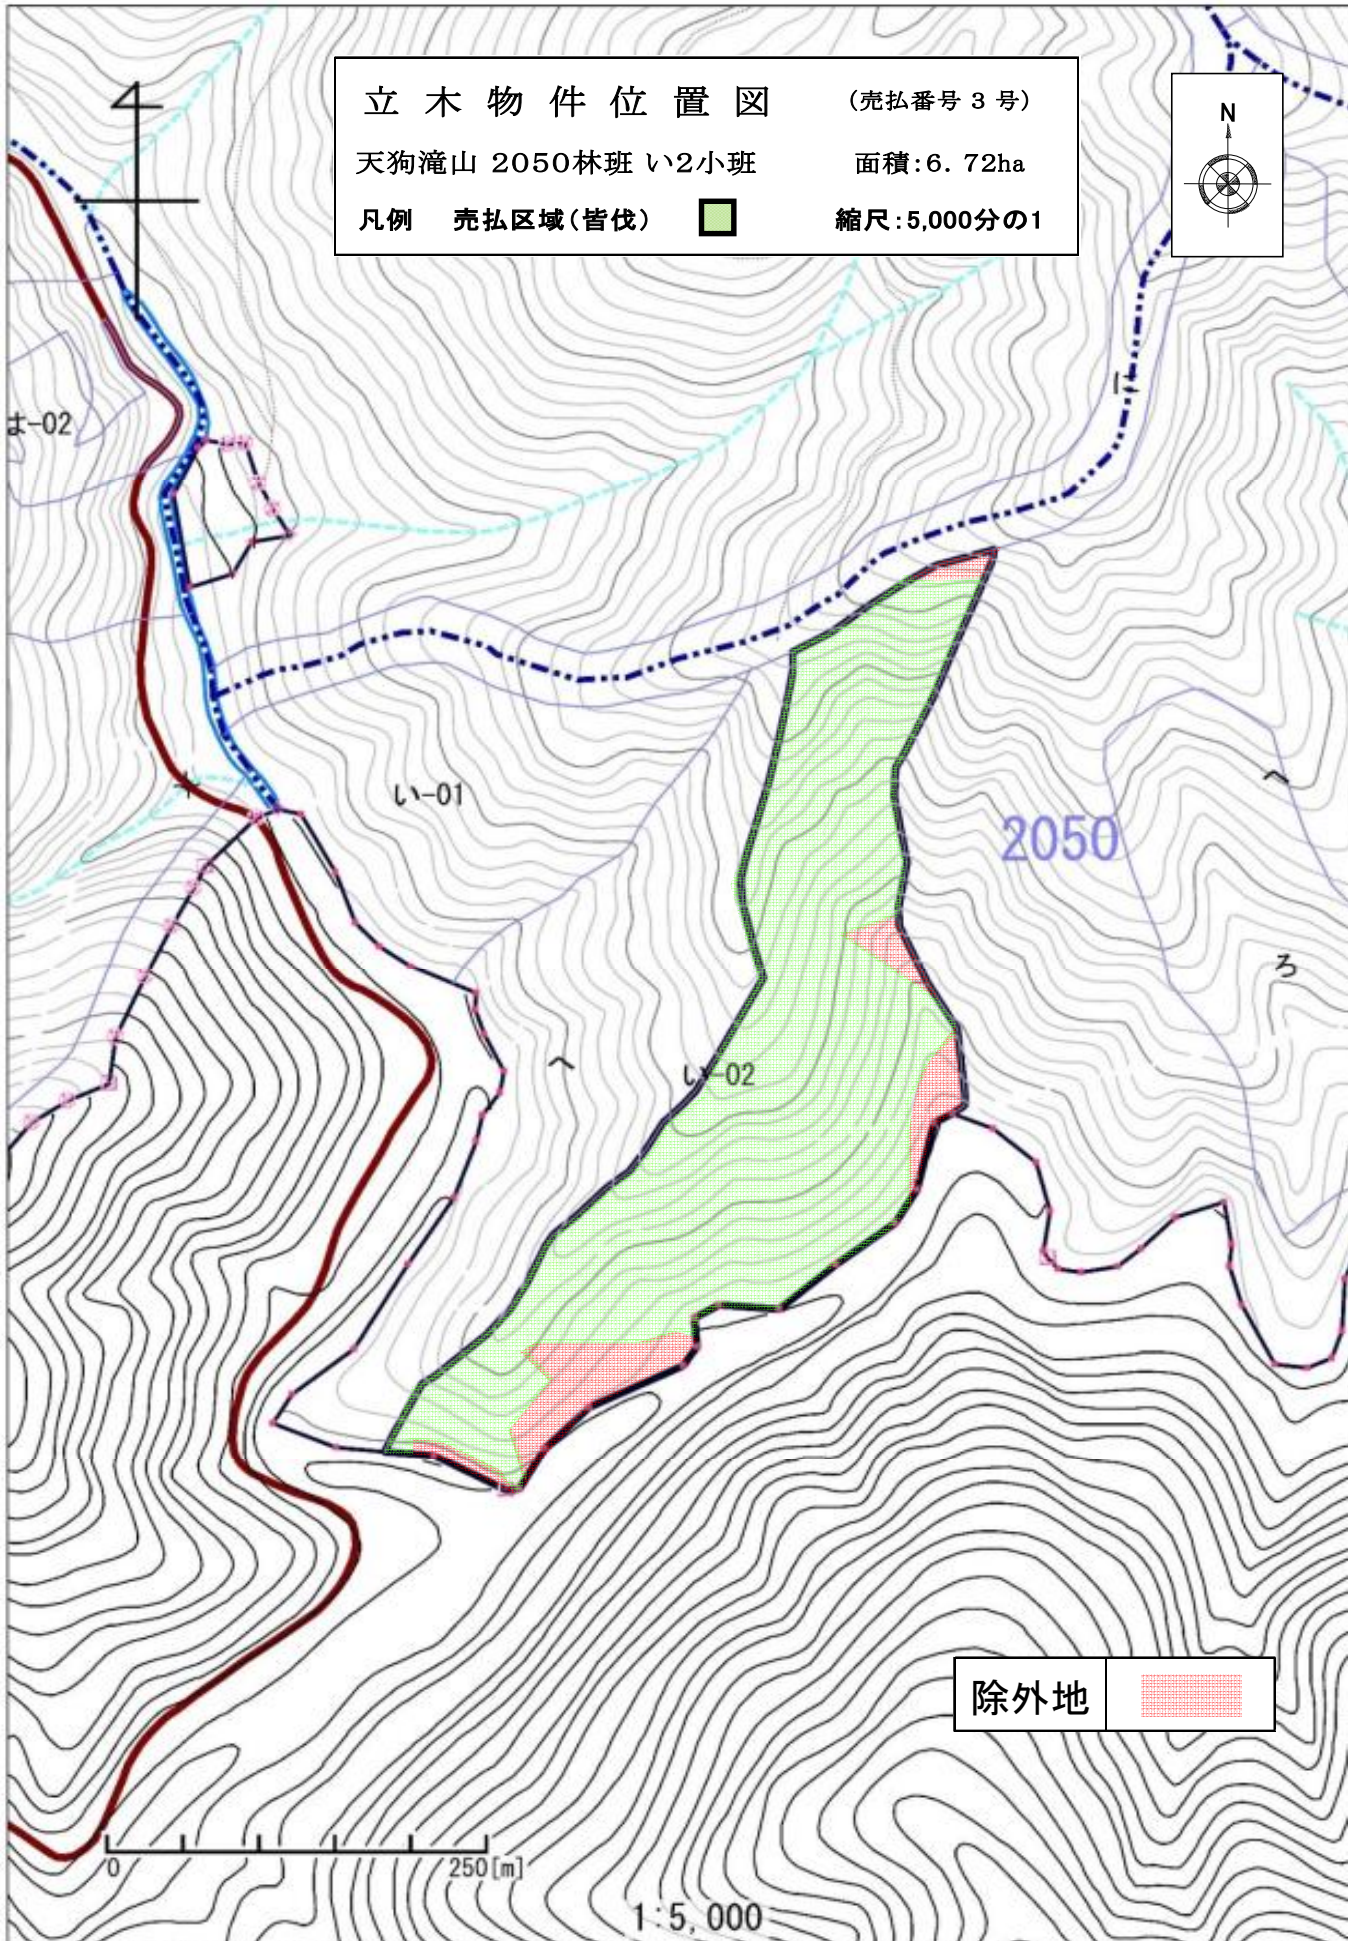 立木物件位置図 (売払番号 3 号)
天狗滝山 2050林班 い2小班 面積:6. 72ha
凡例 売払区域(皆伐) 縮尺:5,000分の1
N
に
は-02
い-01
へ
2050
ろ
へ
い-02
除外地
0 250[m]
1:5,000